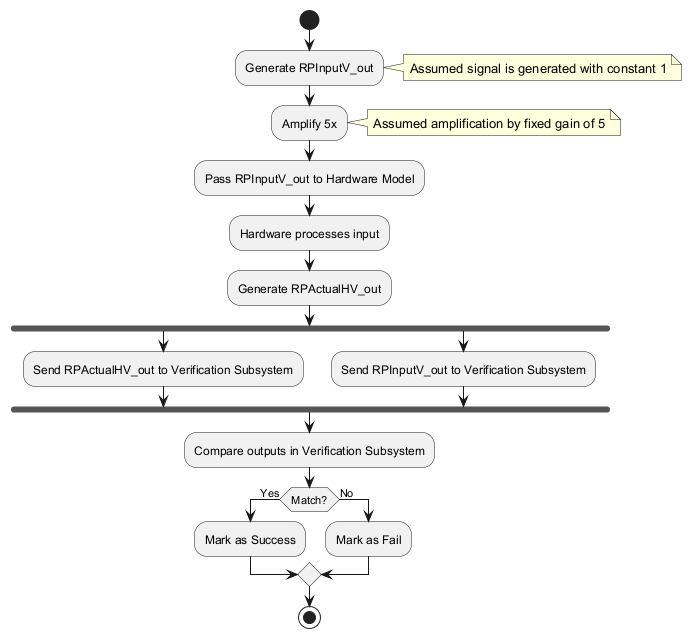 Generate RPInputV_out
Assumed signal is generated with constant 1
Amplify 5x
Assumed amplification by fixed gain of 5
Pass RPInputV_out to Hardware Model
Hardware processes input
Generate RPActualHV_out
Send RPActualHV_out to Verification Subsystem
Send RPInputV_out to Verification Subsystem
Compare outputs in Verification Subsystem
Yes
Match?
No
Mark as Success
Mark as Fail